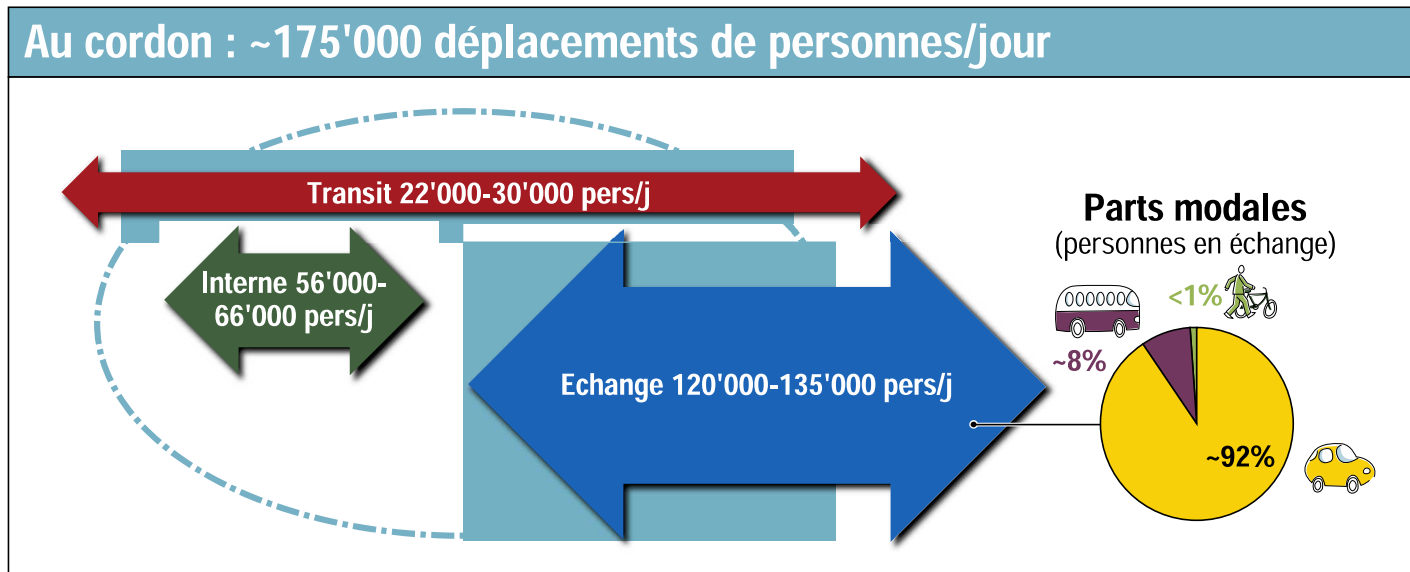 Au cordon : ~175'000 déplacements de personnes/jour
Transit 22'000-30'000 pers/j
Interne 56'000-
66'000 pers/j
Echange 120'000-135'000 pers/j
Parts modales
(personnes en échange)
<1%
~8%
~92%